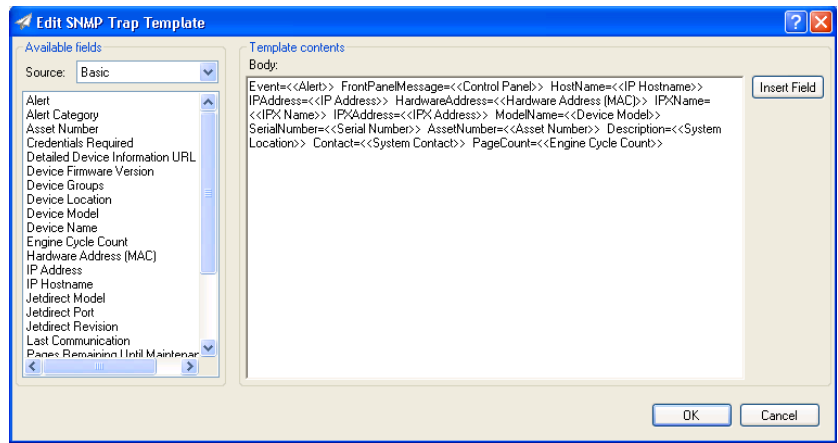 Edit SNMP Trap Template
Available fields
Source: Basic
Alert
Alert Category
Asset Number
Credentials Required
Detailed Device Information URL
Device Firmware Version
Device Groups
Device Location
Device Model
Device Name
Engine Cycle Count
Hardware Address (MAC)
IP Address
IP Hostname
Jetdirect Model
Jetdirect Port
Jetdirect Revision
Last Communication
Pages Remaining Until Maintenan
Template contents
Body:
Event=<<Alert>> FrontPanelMessage=<<Control Panel>> HostName=<<IP Hostname>>
IPAddress=<<IP Address>> HardwareAddress=<<Hardware Address (MAC)>> IPXName=
<<IPX Name>> IPXAddress=<<IPX Address>> ModelName=<<Device Model>>
SerialNumber=<<Serial Number>> AssetNumber=<<Asset Number>> Description=<<System
Location>> Contact=<<System Contact>> PageCount=<<Engine Cycle Count>>
Insert Field
OK
Cancel